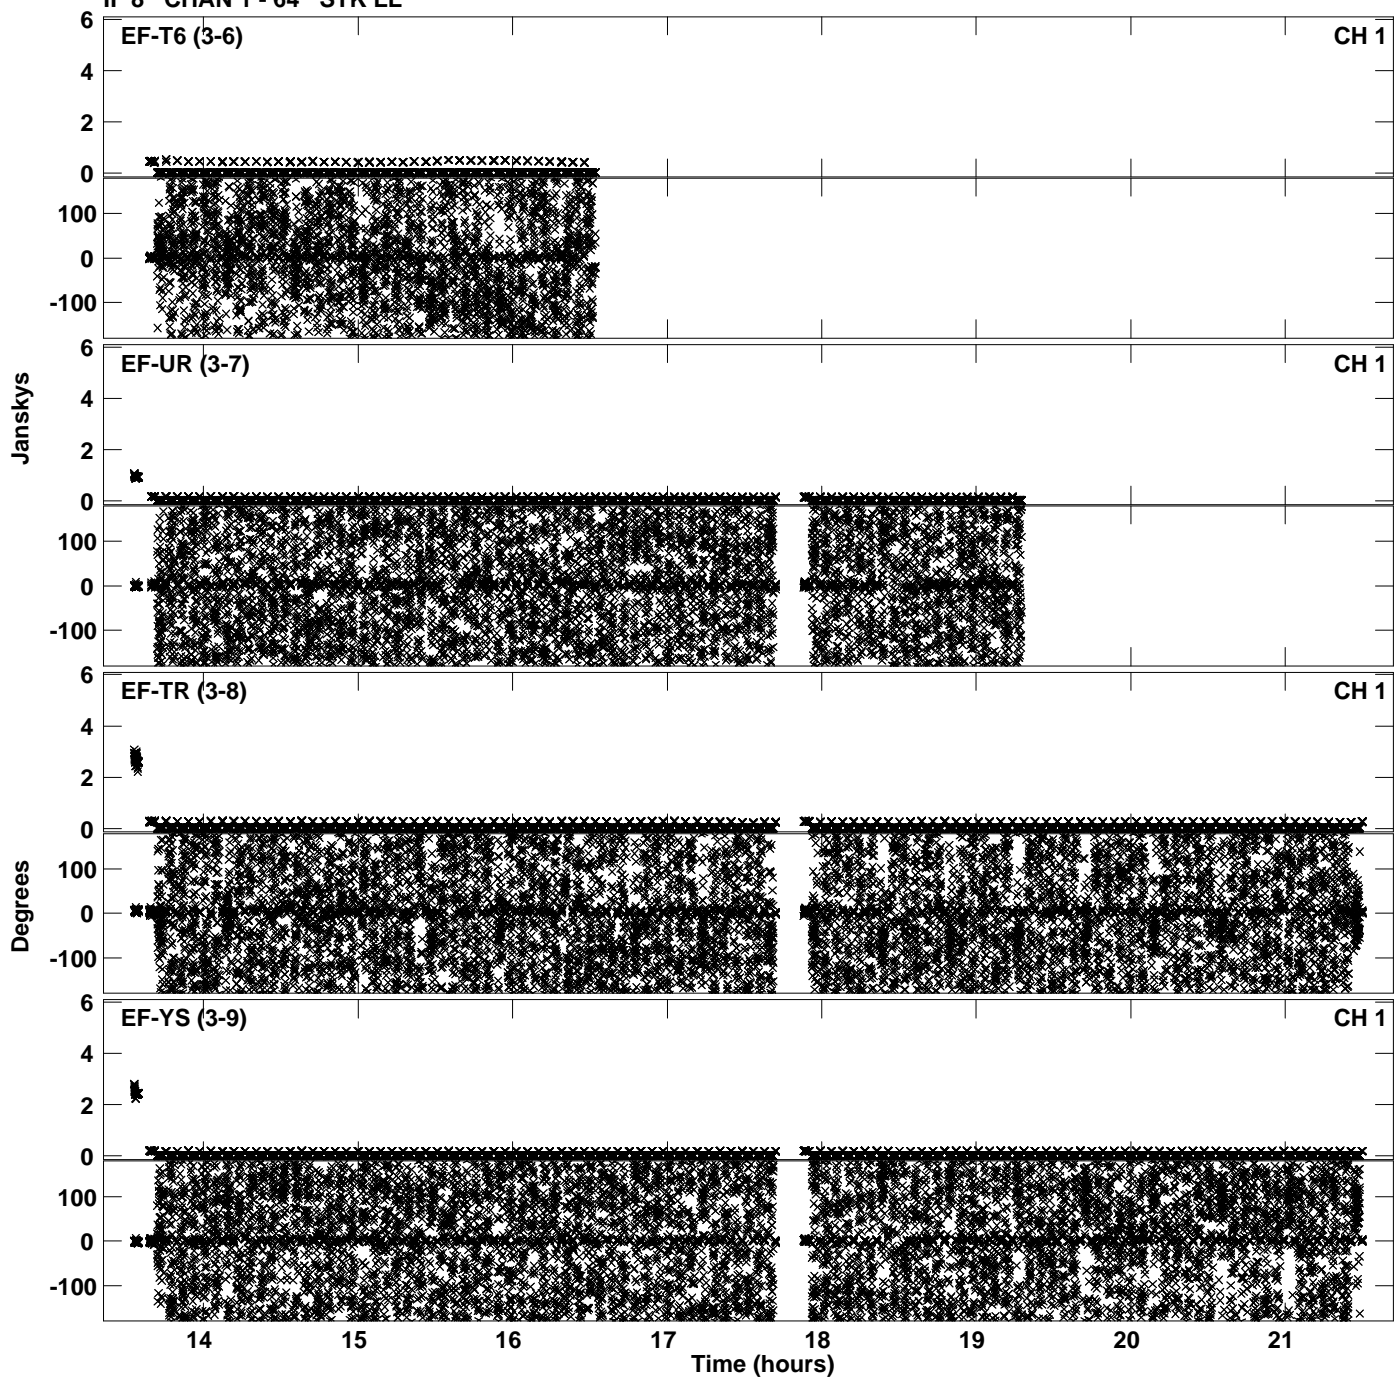 IF 8 CHAN 1 - 64 STK LL
6
EF-T6 (3-6)
CH 1
4
2
0
100
0
-100
6
EF-UR (3-7)
CH 1
4
2
0
100
0
-100
Janskys
6
EF-TR (3-8)
CH 1
4
2
0
100
0
-100
Degrees
6
EF-YS (3-9)
CH 1
4
2
0
100
0
-100
14 15 16 17 18 19 20 21
Time (hours)